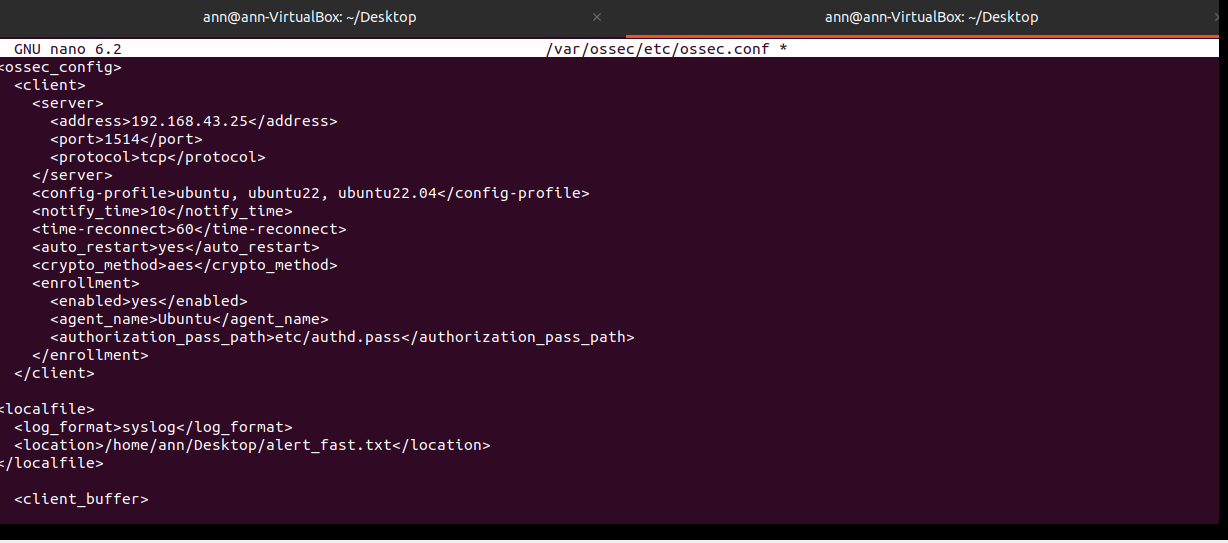 ann@ann-VirtualBox: ~/Desktop × ann@ann-VirtualBox: ~/Desktop ×
GNU nano 6.2 /var/ossec/etc/ossec.conf *
<ossec_config>
  <client>
    <server>
      <address>192.168.43.25</address>
      <port>1514</port>
      <protocol>tcp</protocol>
    </server>
    <config-profile>ubuntu, ubuntu22, ubuntu22.04</config-profile>
    <notify_time>10</notify_time>
    <time-reconnect>60</time-reconnect>
    <auto_restart>yes</auto_restart>
    <crypto_method>aes</crypto_method>
    <enrollment>
      <enabled>yes</enabled>
      <agent_name>Ubuntu</agent_name>
      <authorization_pass_path>etc/authd.pass</authorization_pass_path>
    </enrollment>
  </client>

<localfile>
  <log_format>syslog</log_format>
  <location>/home/ann/Desktop/alert_fast.txt</location>
</localfile>

  <client_buffer>